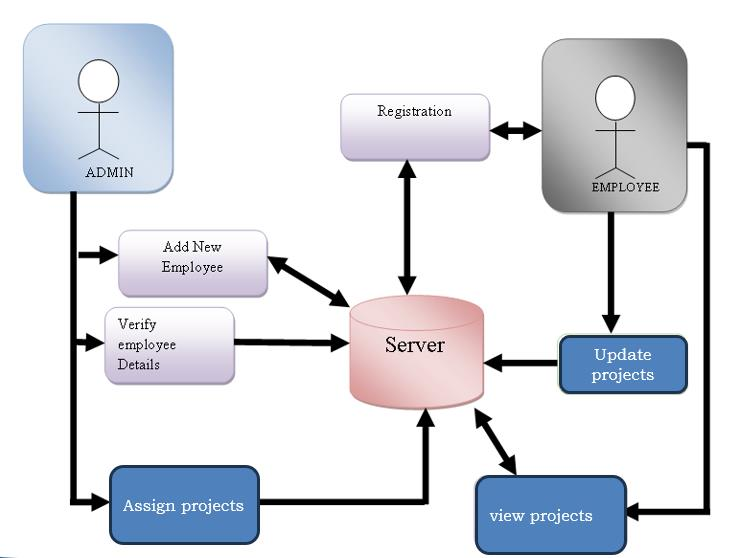 ADMIN
Registration
EMPLOYEE
Add New
Employee
Verify
employee
Details
Server
Update
projects
Assign projects
view projects